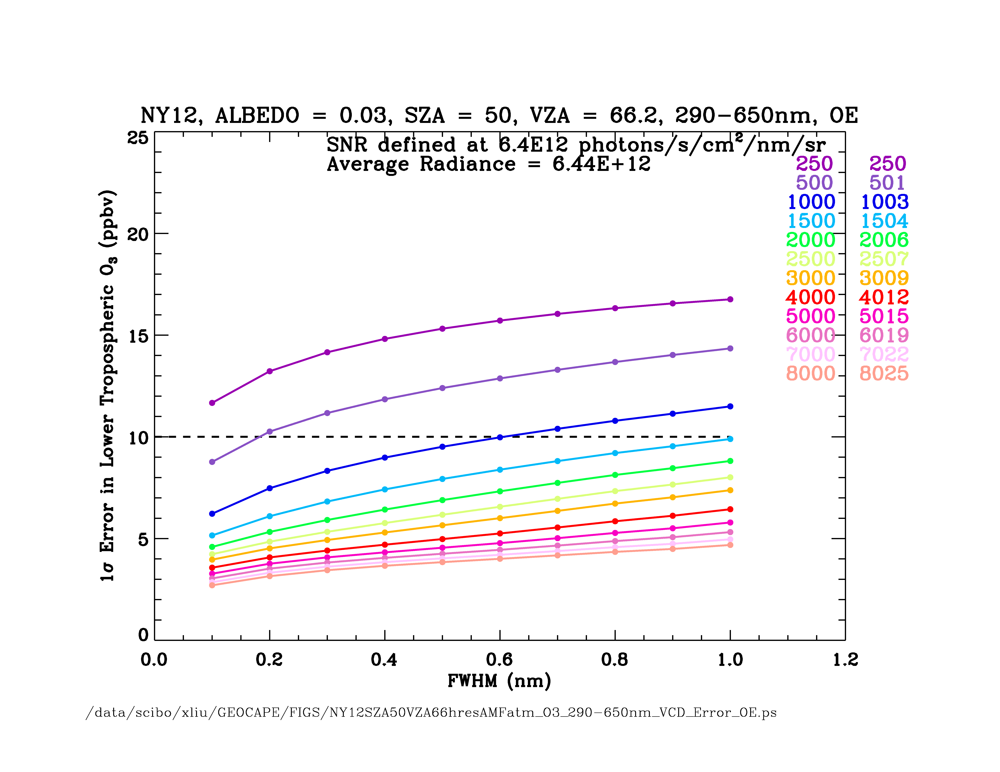 NY12, ALBEDO = 0.03, SZA = 50, VZA = 66.2, 290-650nm, OE
SNR defined at 6.4E12 photons/s/cm²/nm/sr
Average Radiance = 6.44E+12
250 250
500 501
1000 1003
1500 1504
2000 2006
2500 2507
3000 3009
4000 4012
5000 5015
6000 6019
7000 7022
8000 8025
1σ Error in Lower Tropospheric O₃ (ppbv)
25
20
15
10
5
0
0.0 0.2 0.4 0.6 0.8 1.0 1.2
FWHM (nm)
/data/scibo/xliu/GEOCAPE/FIGS/NY12SZA50VZA66hresAMFatm_O3_290-650nm_VCD_Error_OE.ps